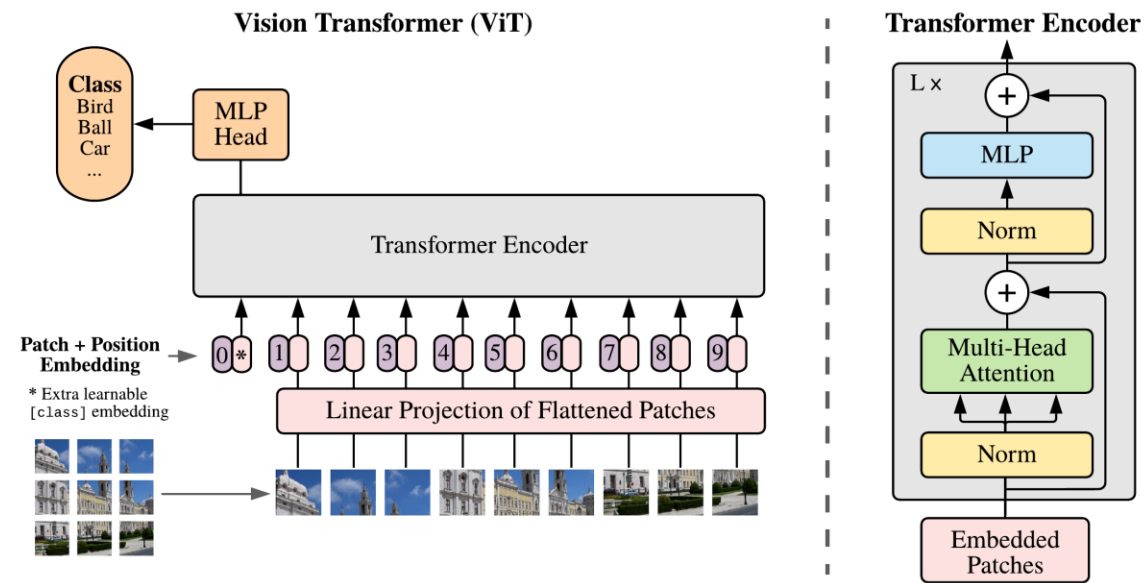 Vision Transformer (ViT)
Class
Bird
Ball
Car
...
MLP
Head
Transformer Encoder
Patch + Position
Embedding
* Extra learnable
[class] embedding
0 * 1 2 3 4 5 6 7 8 9
Linear Projection of Flattened Patches
Transformer Encoder
L ×
+
MLP
Norm
+
Multi-Head
Attention
Norm
Embedded
Patches